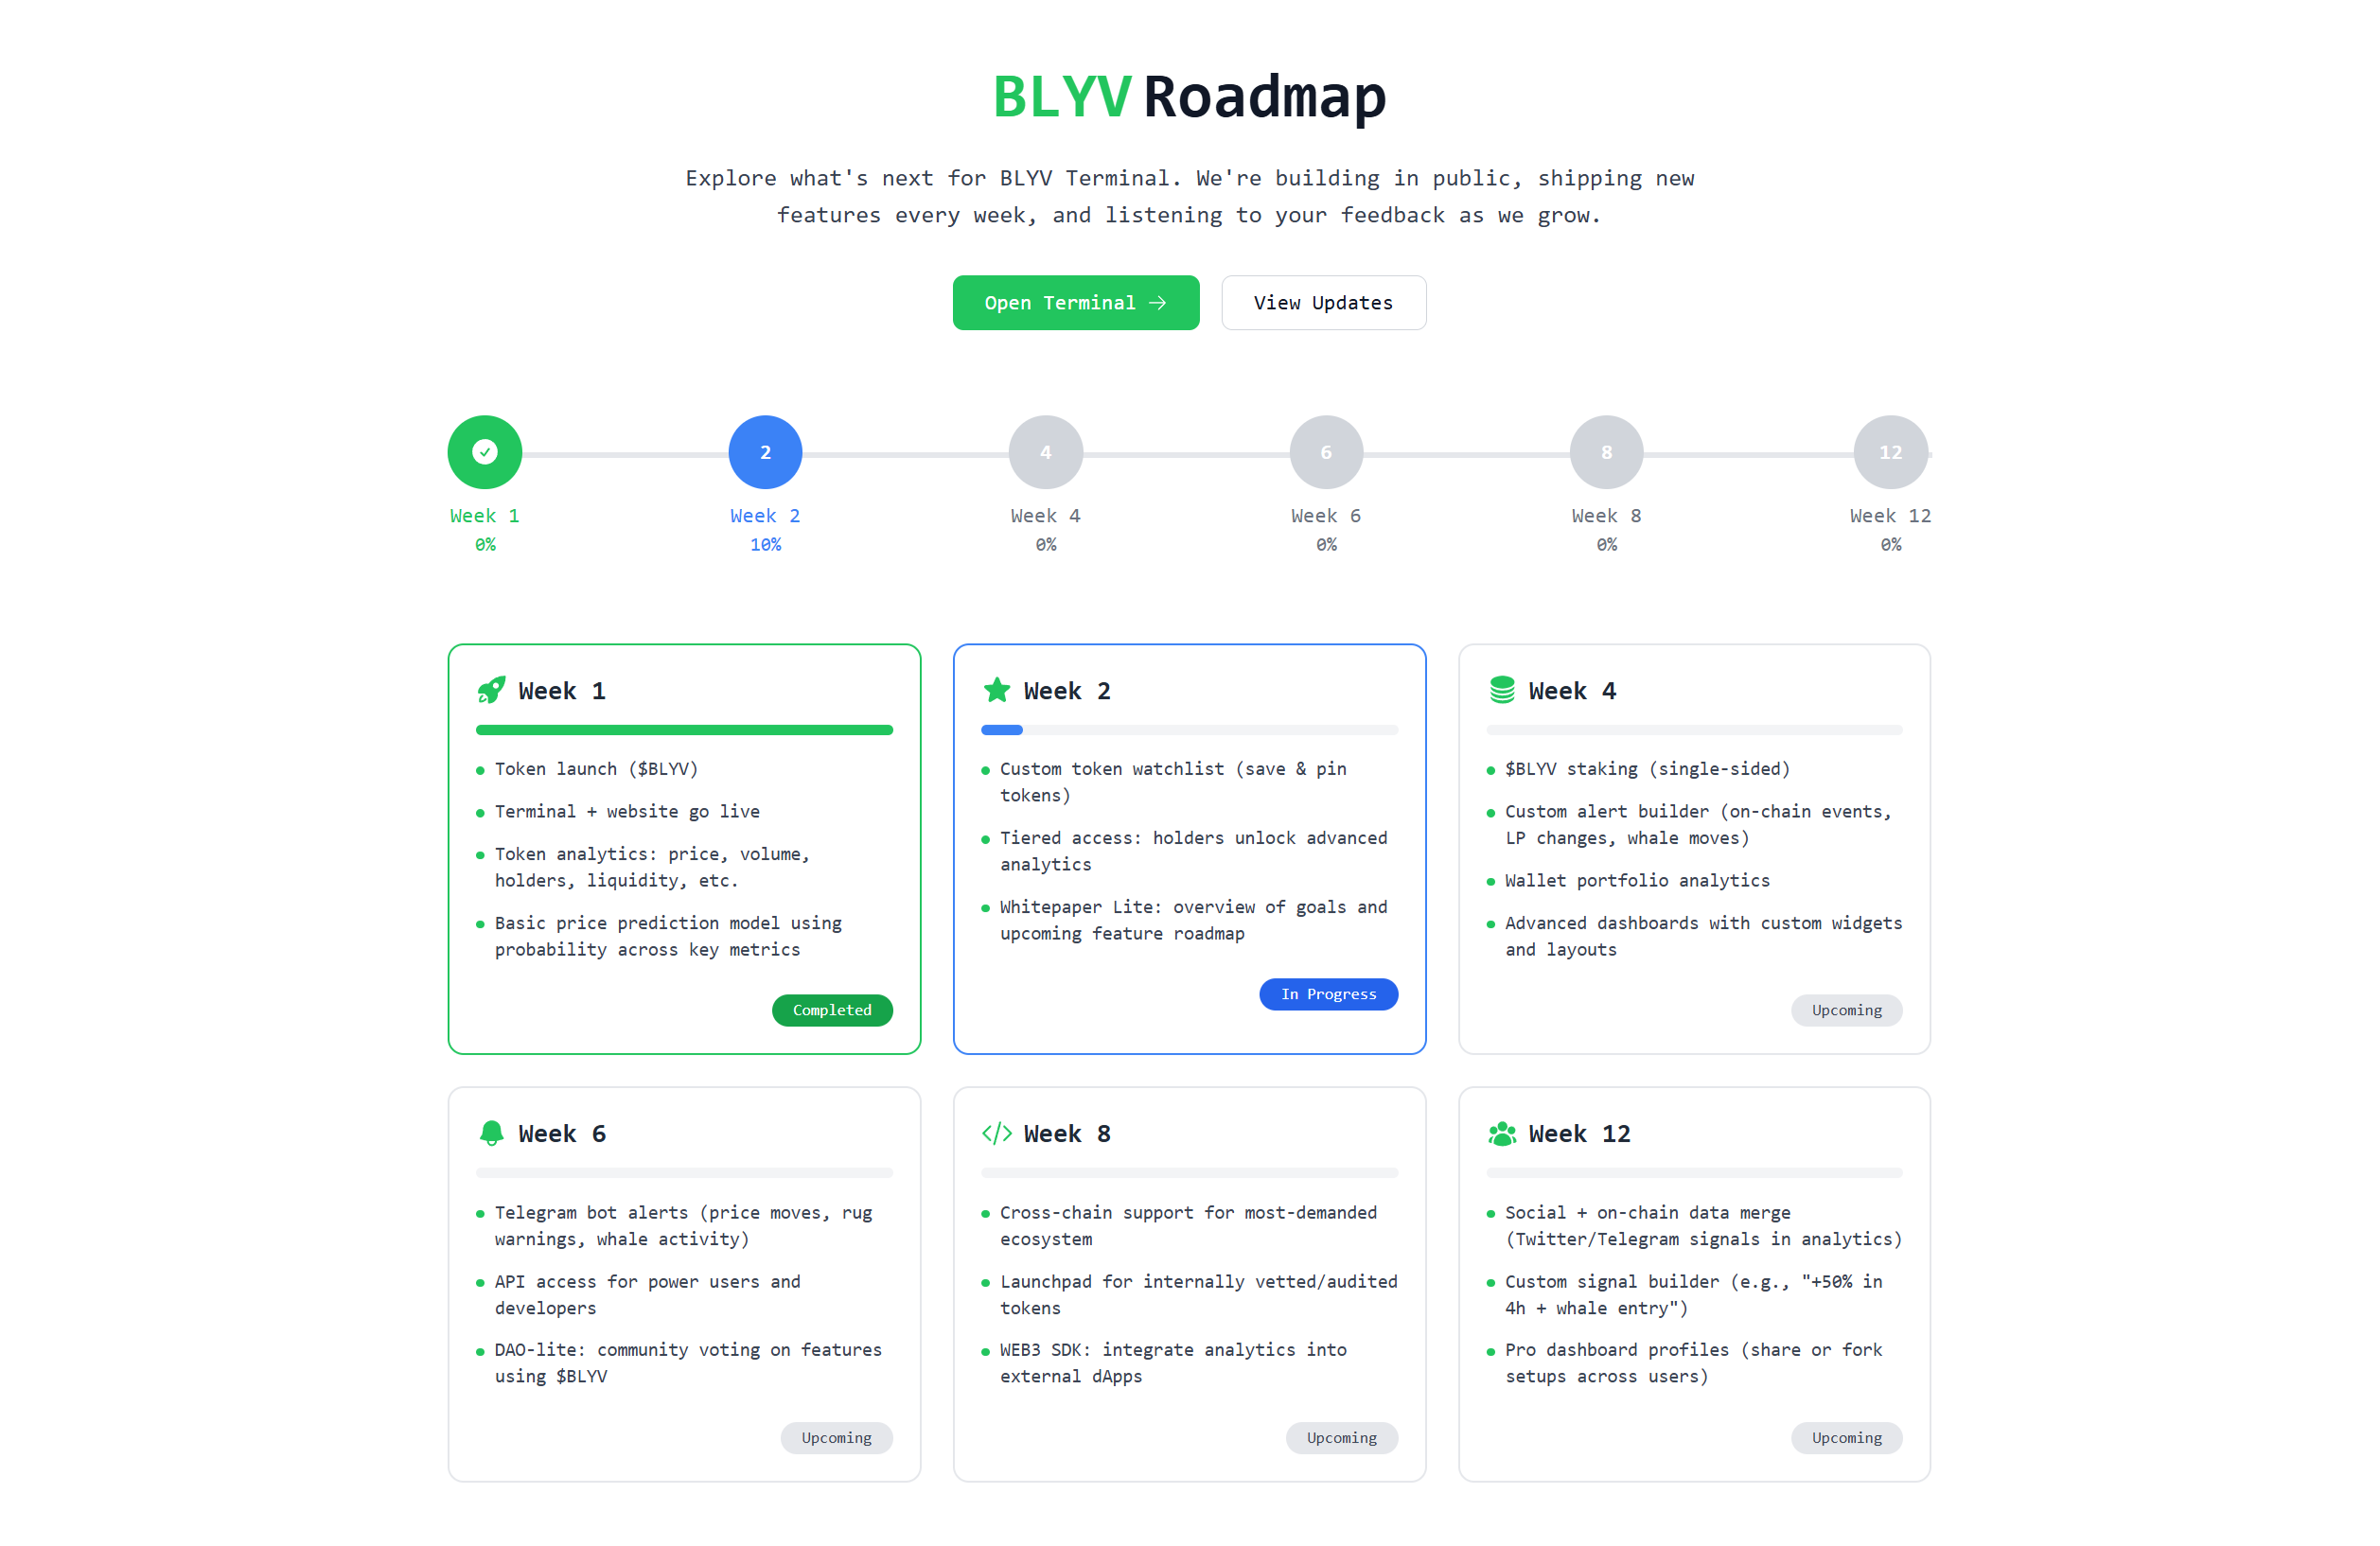 BLYV Roadmap
Explore what's next for BLYV Terminal. We're building in public, shipping new
features every week, and listening to your feedback as we grow.
Open Terminal →
View Updates
2
4
6
8
12
Week 1
Week 2
Week 4
Week 6
Week 8
Week 12
0%
10%
0%
0%
0%
0%
Week 1
Token launch ($BLYV)
Terminal + website go live
Token analytics: price, volume,
holders, liquidity, etc.
Basic price prediction model using
probability across key metrics
Completed
Week 2
Custom token watchlist (save & pin
tokens)
Tiered access: holders unlock advanced
analytics
Whitepaper Lite: overview of goals and
upcoming feature roadmap
In Progress
Week 4
$BLYV staking (single-sided)
Custom alert builder (on-chain events,
LP changes, whale moves)
Wallet portfolio analytics
Advanced dashboards with custom widgets
and layouts
Upcoming
Week 6
Telegram bot alerts (price moves, rug
warnings, whale activity)
API access for power users and
developers
DAO-lite: community voting on features
using $BLYV
Upcoming
Week 8
Cross-chain support for most-demanded
ecosystem
Launchpad for internally vetted/audited
tokens
WEB3 SDK: integrate analytics into
external dApps
Upcoming
Week 12
Social + on-chain data merge
(Twitter/Telegram signals in analytics)
Custom signal builder (e.g., "+50% in
4h + whale entry")
Pro dashboard profiles (share or fork
setups across users)
Upcoming